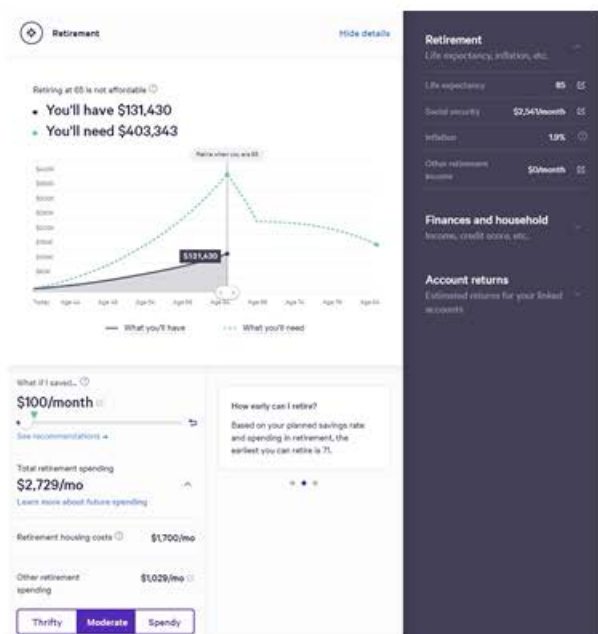 Retirement
Hide details
Retiring at 65 is not affordable
You'll have $131,430
You'll need $403,343
Retire when you are 65
$131,430
Today
What you'll have
What you'll need
What if I saved...
$100/month
See recommendations
Total retirement spending
$2,729/mo
Learn more about future spending
Retirement housing costs
$1,700/mo
Other retirement
spending
$1,029/mo
Thrifty Moderate Spendy
How early can I retire?
Based on your planned savings rate
and spending in retirement, the
earliest you can retire is 71.
Retirement
Life expectancy, inflation, etc.
Life expectancy
85
Social security
$2,541/month
Inflation
1.9%
Other retirement
income
$0/month
Finances and household
Income, credit score, etc.
Account returns
Estimated returns for your linked
accounts